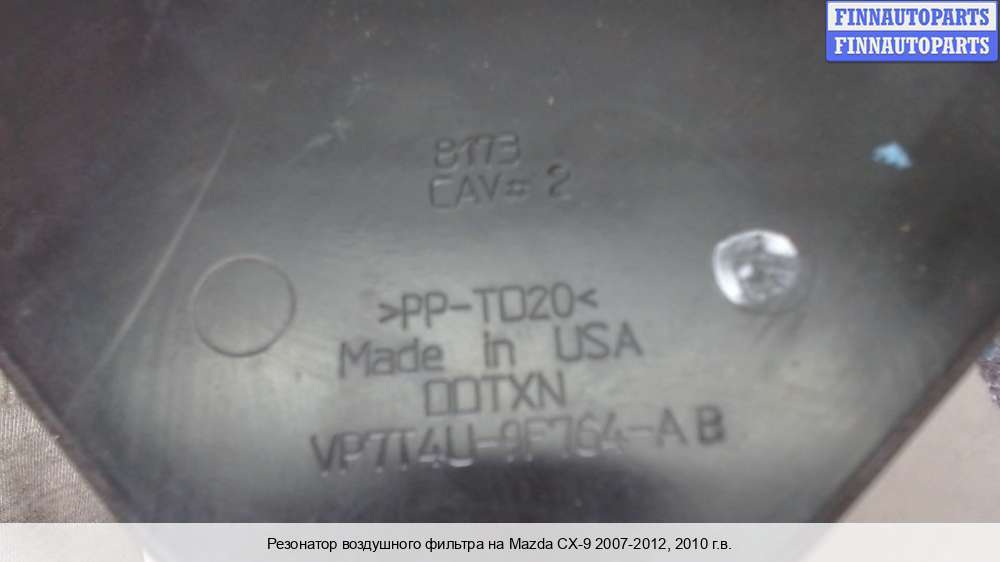 FINNAUTOPARTS
FINNAUTOPARTS
8173
CAV# 2
>PP-TD20<
Made in USA
DDTXN
VP7T4U-9F764-AB
Резонатор воздушного фильтра на Mazda CX-9 2007-2012, 2010 г.в.